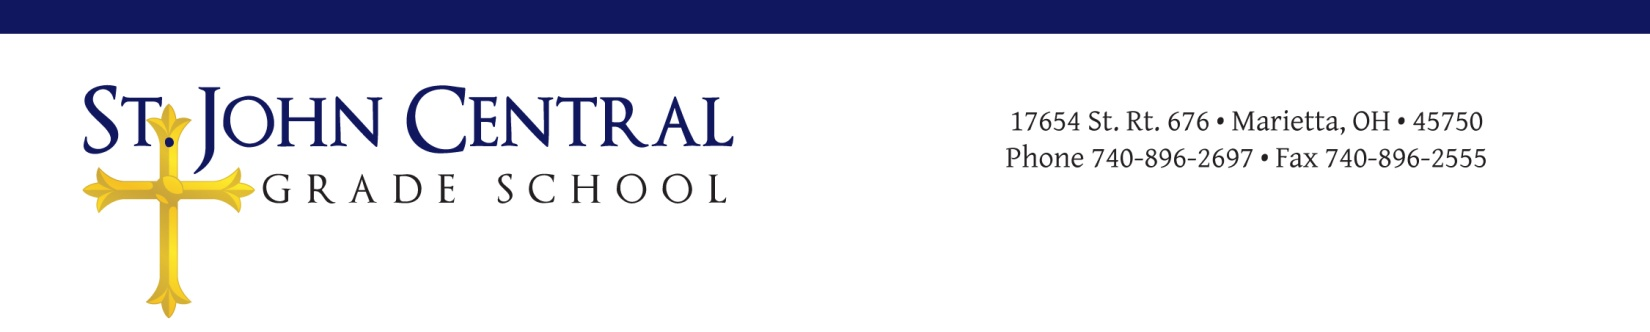 St. John Central
GRADE SCHOOL
17654 St. Rt. 676 • Marietta, OH • 45750
Phone 740-896-2697 • Fax 740-896-2555